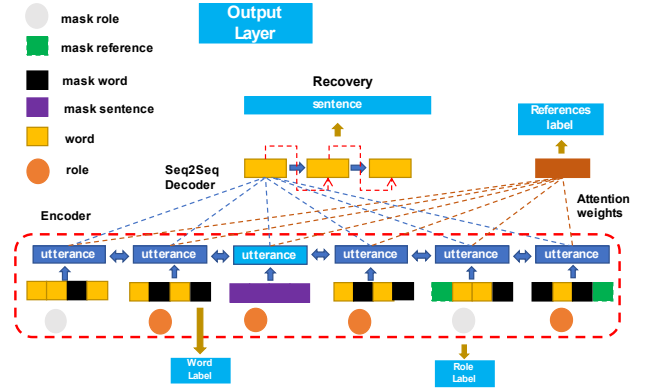 mask role
mask reference
mask word
mask sentence
word
role
Output
Layer
Recovery
sentence
References
label
Seq2Seq
Decoder
Encoder
Attention
weights
utterance
utterance
utterance
utterance
utterance
utterance
Word
Label
Role
Label